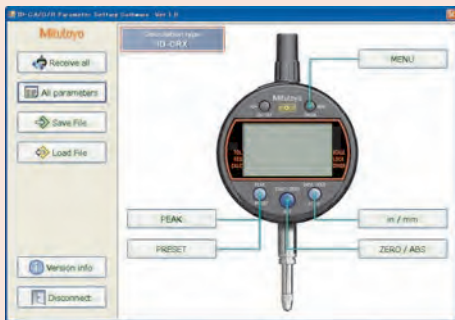 ID-C A/D/R Parameter Setting Software Ver 1.0
Mitutoyo
ID-CRX
Receive all
All parameters
Save File
Load File
Version info
Disconnect
MENU
Mitutoyo
PEAK
PRESET
in / mm
ZERO / ABS